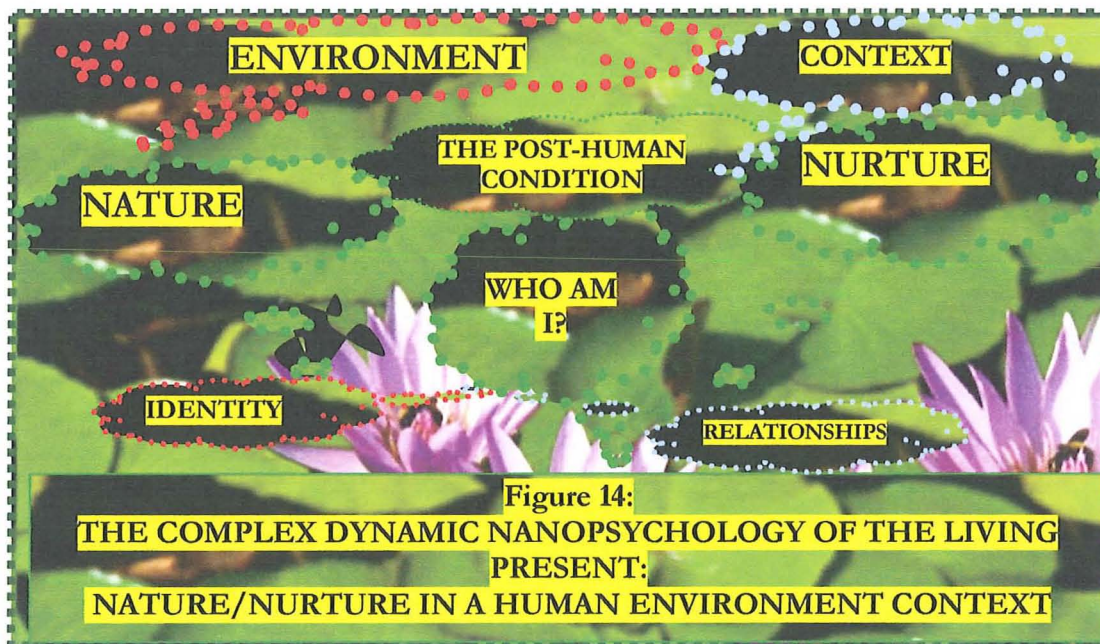 ENVIRONMENT
CONTEXT
THE POST-HUMAN
CONDITION
NURTURE
NATURE
WHO AM
I?
IDENTITY
RELATIONSHIPS
Figure 14:
THE COMPLEX DYNAMIC NANOPSYCHOLOGY OF THE LIVING
PRESENT:
NATURE/NURTURE IN A HUMAN ENVIRONMENT CONTEXT